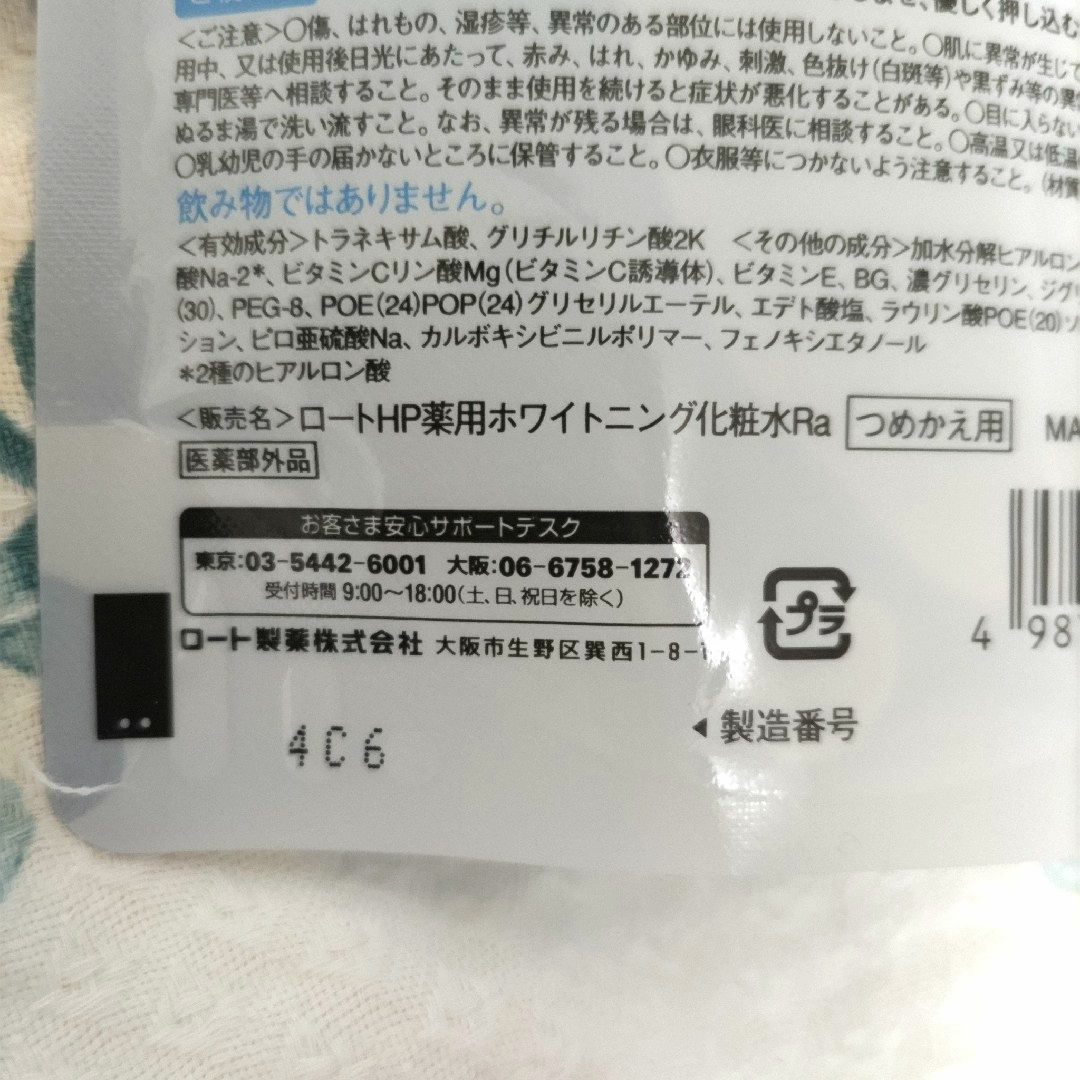 優しく押し込む
<ご注意>○傷、はれもの、湿疹等、異常のある部位には使用しないこと。○肌に異常が生じて
用中、又は使用後日光にあたって、赤み、はれ、かゆみ、刺激、色抜け(白斑等)や黒ずみ等の異常
専門医等へ相談すること。そのまま使用を続けると症状が悪化することがある。○目に入らない
ぬるま湯で洗い流すこと。なお、異常が残る場合は、眼科医に相談すること。○高温又は低温
○乳幼児の手の届かないところに保管すること。○衣服等につかないよう注意すること。(材質
飲み物ではありません。
<有効成分>トラネキサム酸、グリチルリチン酸2K <その他の成分>加水分解ヒアルロン
酸Na-2*、ビタミンCリン酸Mg(ビタミンC誘導体)、ビタミンE、BG、濃グリセリン、ジグリ
(30)、PEG-8、POE(24)POP(24)グリセリルエーテル、エデト酸塩、ラウリン酸POE(20)ソ
ション、ピロ亜硫酸Na、カルボキシビニルポリマー、フェノキシエタノール
*2種のヒアルロン酸
<販売名>ロートHP薬用ホワイトニング化粧水Ra つめかえ用 MA
医薬部外品
お客さま安心サポートデスク
東京:03-5442-6001 大阪:06-6758-1272
受付時間 9:00〜18:00(土、日、祝日を除く)
ロート製薬株式会社 大阪市生野区巽西1-8-1
プラ
4 98
◀製造番号
4C6